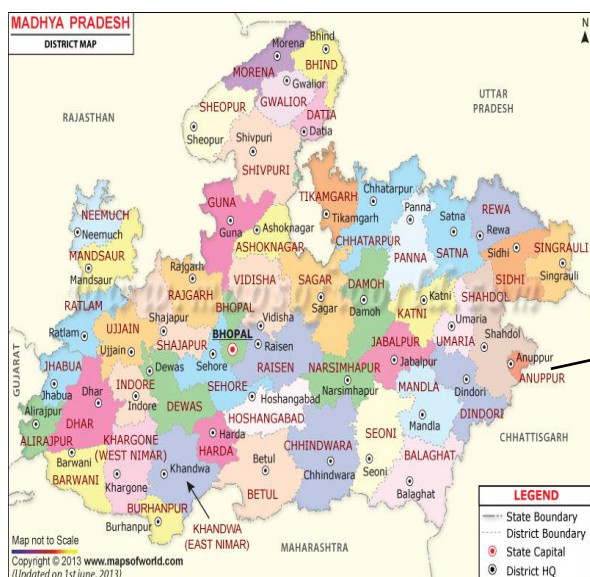 MADHYA PRADESH
DISTRICT MAP
N
Morena
Bhind
MORENA
BHIND
Gwalior
GWALIOR
UTTAR
PRADESH
SHEOPUR
DATIA
RAJASTHAN
Sheopur
Datia
Shivpuri
SHIVPURI
TIKAMGARH
Chhatarpur
NEEMUCH
GUNA
Panna
REWA
Tikamgarh
Satna
Neemuch
Guna
Ashoknagar
Rewa
CHHATARPUR
ASHOKNAGAR
SINGRAULI
MANDSAUR
PANNA
SATNA
Sidhi
Mandsaur
Rajgarh
SIDHI
Singrauli
VIDISHA
SAGAR
DAMOH
RATLAM
RAJGARH
Katni
SHAHDOL
www.mapsofworld.com
BHOPAL
Sagar
Damoh
KATNI
Shajapur
Vidisha
Umaria
UJJAIN
Ratlam
BHOPAL
Shahdol
SHAJAPUR
JABALPUR
UMARIA
Ujjain
Raisen
GUJARAT
Sehore
Jabalpur
Anuppur
JHABUA
Dewas
RAISEN
NARSIMHAPUR
ANUPPUR
Jhabua
INDORE
SEHORE
Narsimhapur
Dindori
Dhar
Hoshangabad
MANDLA
Alirajpur
Indore
DEWAS
DINDORI
HOSHANGABAD
Mandla
DHAR
SEONI
CHHATTISGARH
ALIRAJPUR
KHARGONE
(WEST NIMAR)
Harda
CHHINDWARA
HARDA
Barwani
Betul
BALAGHAT
Khandwa
Seoni
BARWANI
Khargone
Chhindwara
Balaghat
BETUL
BURHANPUR
Burhanpur
KHANDWA
(EAST NIMAR)
MAHARASHTRA
LEGEND
State Boundary
District Boundary
State Capital
District HQ
Map not to Scale
Copyright © 2013 www.mapsofworld.com
(Updated on 1st june, 2013)